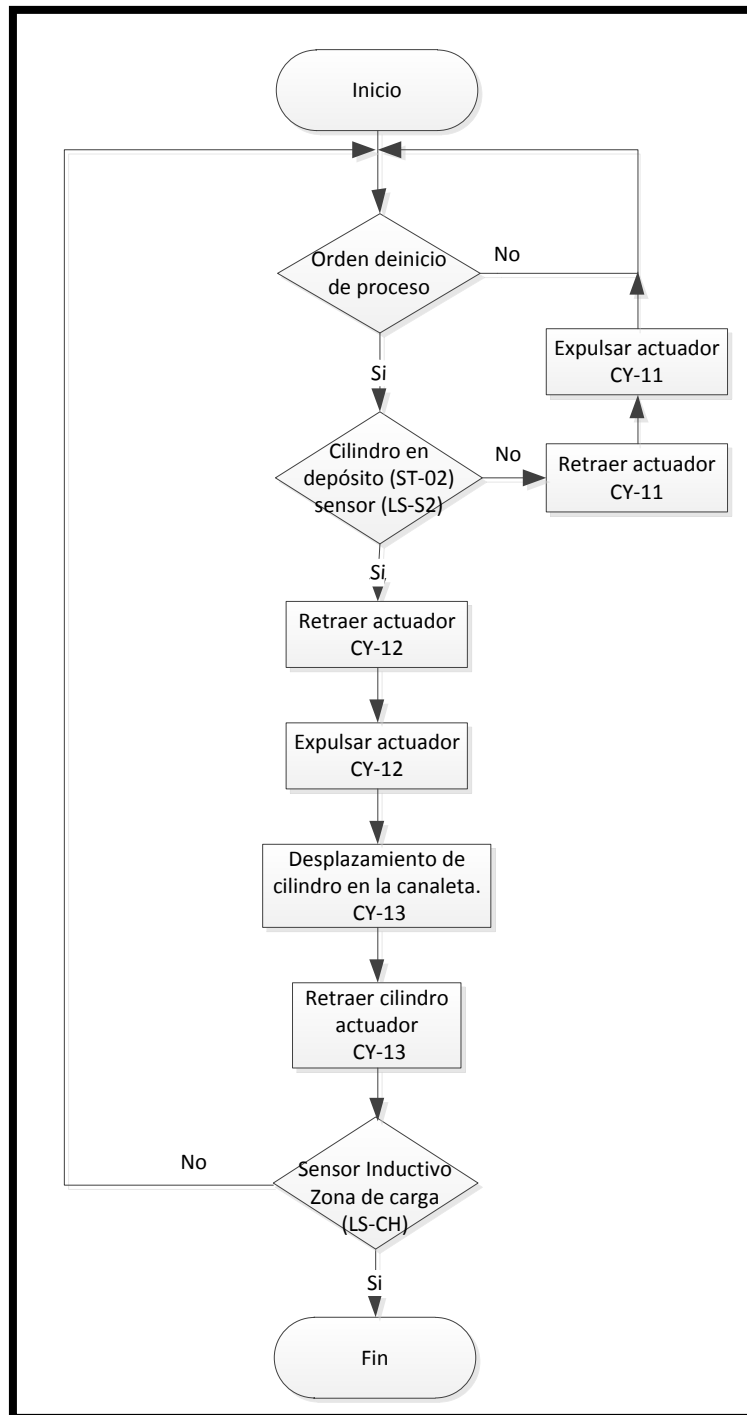 Inicio
Orden deinicio
de proceso
No
Si
Expulsar actuador
CY-11
Cilindro en
depósito (ST-02)
sensor (LS-S2)
No
Retraer actuador
CY-11
Si
Retraer actuador
CY-12
Expulsar actuador
CY-12
Desplazamiento de
cilindro en la canaleta.
CY-13
Retraer cilindro
actuador
CY-13
No
Sensor Inductivo
Zona de carga
(LS-CH)
Si
Fin